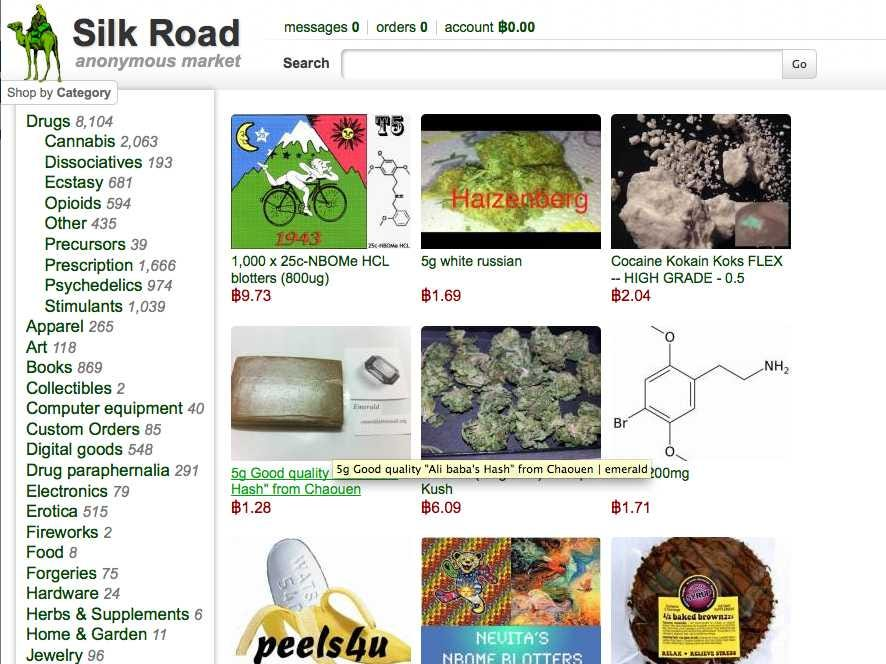 Silk Road
anonymous market
messages 0 | orders 0 | account ฿0.00
Search
Go
Shop by Category
Drugs 8,104
Cannabis 2,063
Dissociatives 193
Ecstasy 681
Opioids 594
Other 435
Precursors 39
Prescription 1,666
Psychedelics 974
Stimulants 1,039
Apparel 265
Art 118
Books 869
Collectibles 2
Computer equipment 40
Custom Orders 85
Digital goods 548
Drug paraphernalia 291
Electronics 79
Erotica 515
Fireworks 2
Food 8
Forgeries 75
Hardware 24
Herbs & Supplements 6
Home & Garden 11
Jewelry 96
T5
1943
25c-NBOMe HCL
1,000 x 25c-NBOMe HCL
blotters (800ug)
฿9.73
Haizenberg
5g white russian
฿1.69
Cocaine Kokain Koks FLEX
-- HIGH GRADE - 0.5
฿2.04
Emerald
5g Good quality
Hash" from Chaouen
฿1.28
5g Good quality "Ali baba's Hash" from Chaouen | emerald
Kush
฿6.09
O
NH2
Br
O
200mg
฿1.71
WATS
peels4u
NEVITA'S
NBOME BLOTTERS
baked brownzzz
RELAX • RELIEVE STRESS